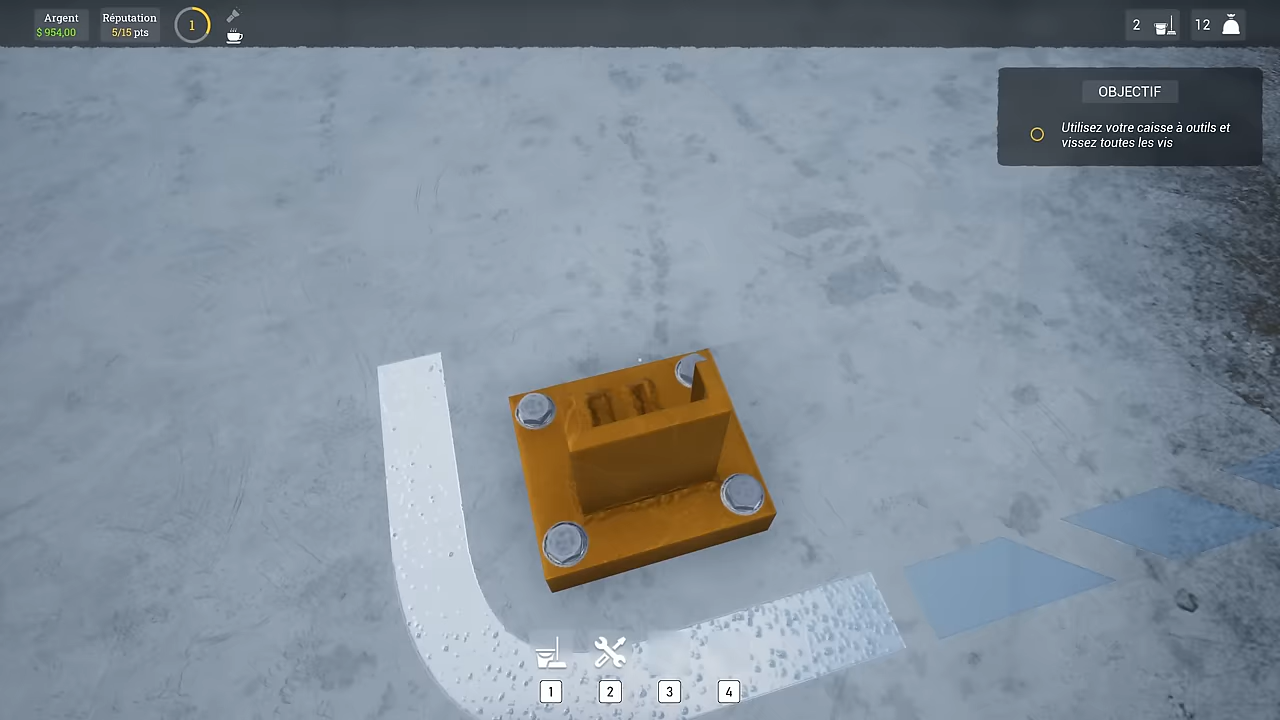 Argent
$ 954,00
Réputation
5/15 pts
1
2
12
OBJECTIF
Utilisez votre caisse à outils et
vissez toutes les vis
1
2
3
4